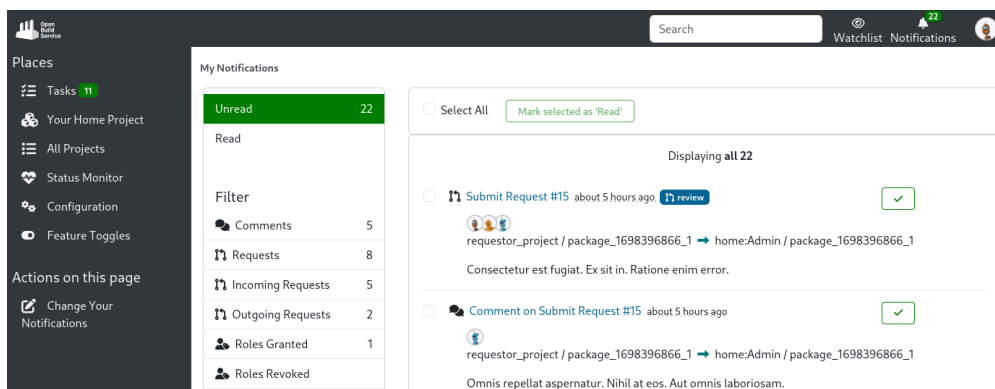 Open
Build
Service
Search
Watchlist
22
Notifications
Places
Tasks 11
Your Home Project
All Projects
Status Monitor
Configuration
Feature Toggles
Actions on this page
Change Your
Notifications
My Notifications
Unread 22
Read
Filter
Comments 5
Requests 8
Incoming Requests 5
Outgoing Requests 2
Roles Granted 1
Roles Revoked
Select All Mark selected as 'Read'
Displaying all 22
Submit Request #15 about 5 hours ago review
requestor_project / package_1698396866_1 ➔ home:Admin / package_1698396866_1
Consectetur est fugiat. Ex sit in. Ratione enim error.
Comment on Submit Request #15 about 5 hours ago
requestor_project / package_1698396866_1 ➔ home:Admin / package_1698396866_1
Omnis repellat aspernatur. Nihil at eos. Aut omnis laboriosam.